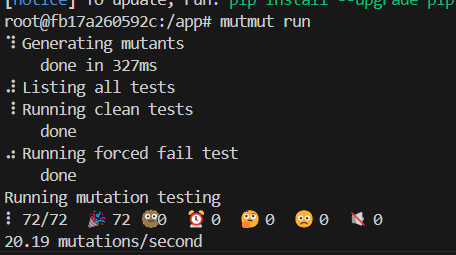 [notice] To update, run: pip install --upgrade pip
root@fb17a260592c:/app# mutmut run
⠹ Generating mutants
    done in 327ms
⠼ Listing all tests
⠹ Running clean tests
    done
⠴ Running forced fail test
    done
Running mutation testing
⠇ 72/72  🎉 72 🫥 0  ⏰ 0  🤔 0  🙁 0  🔇 0
20.19 mutations/second